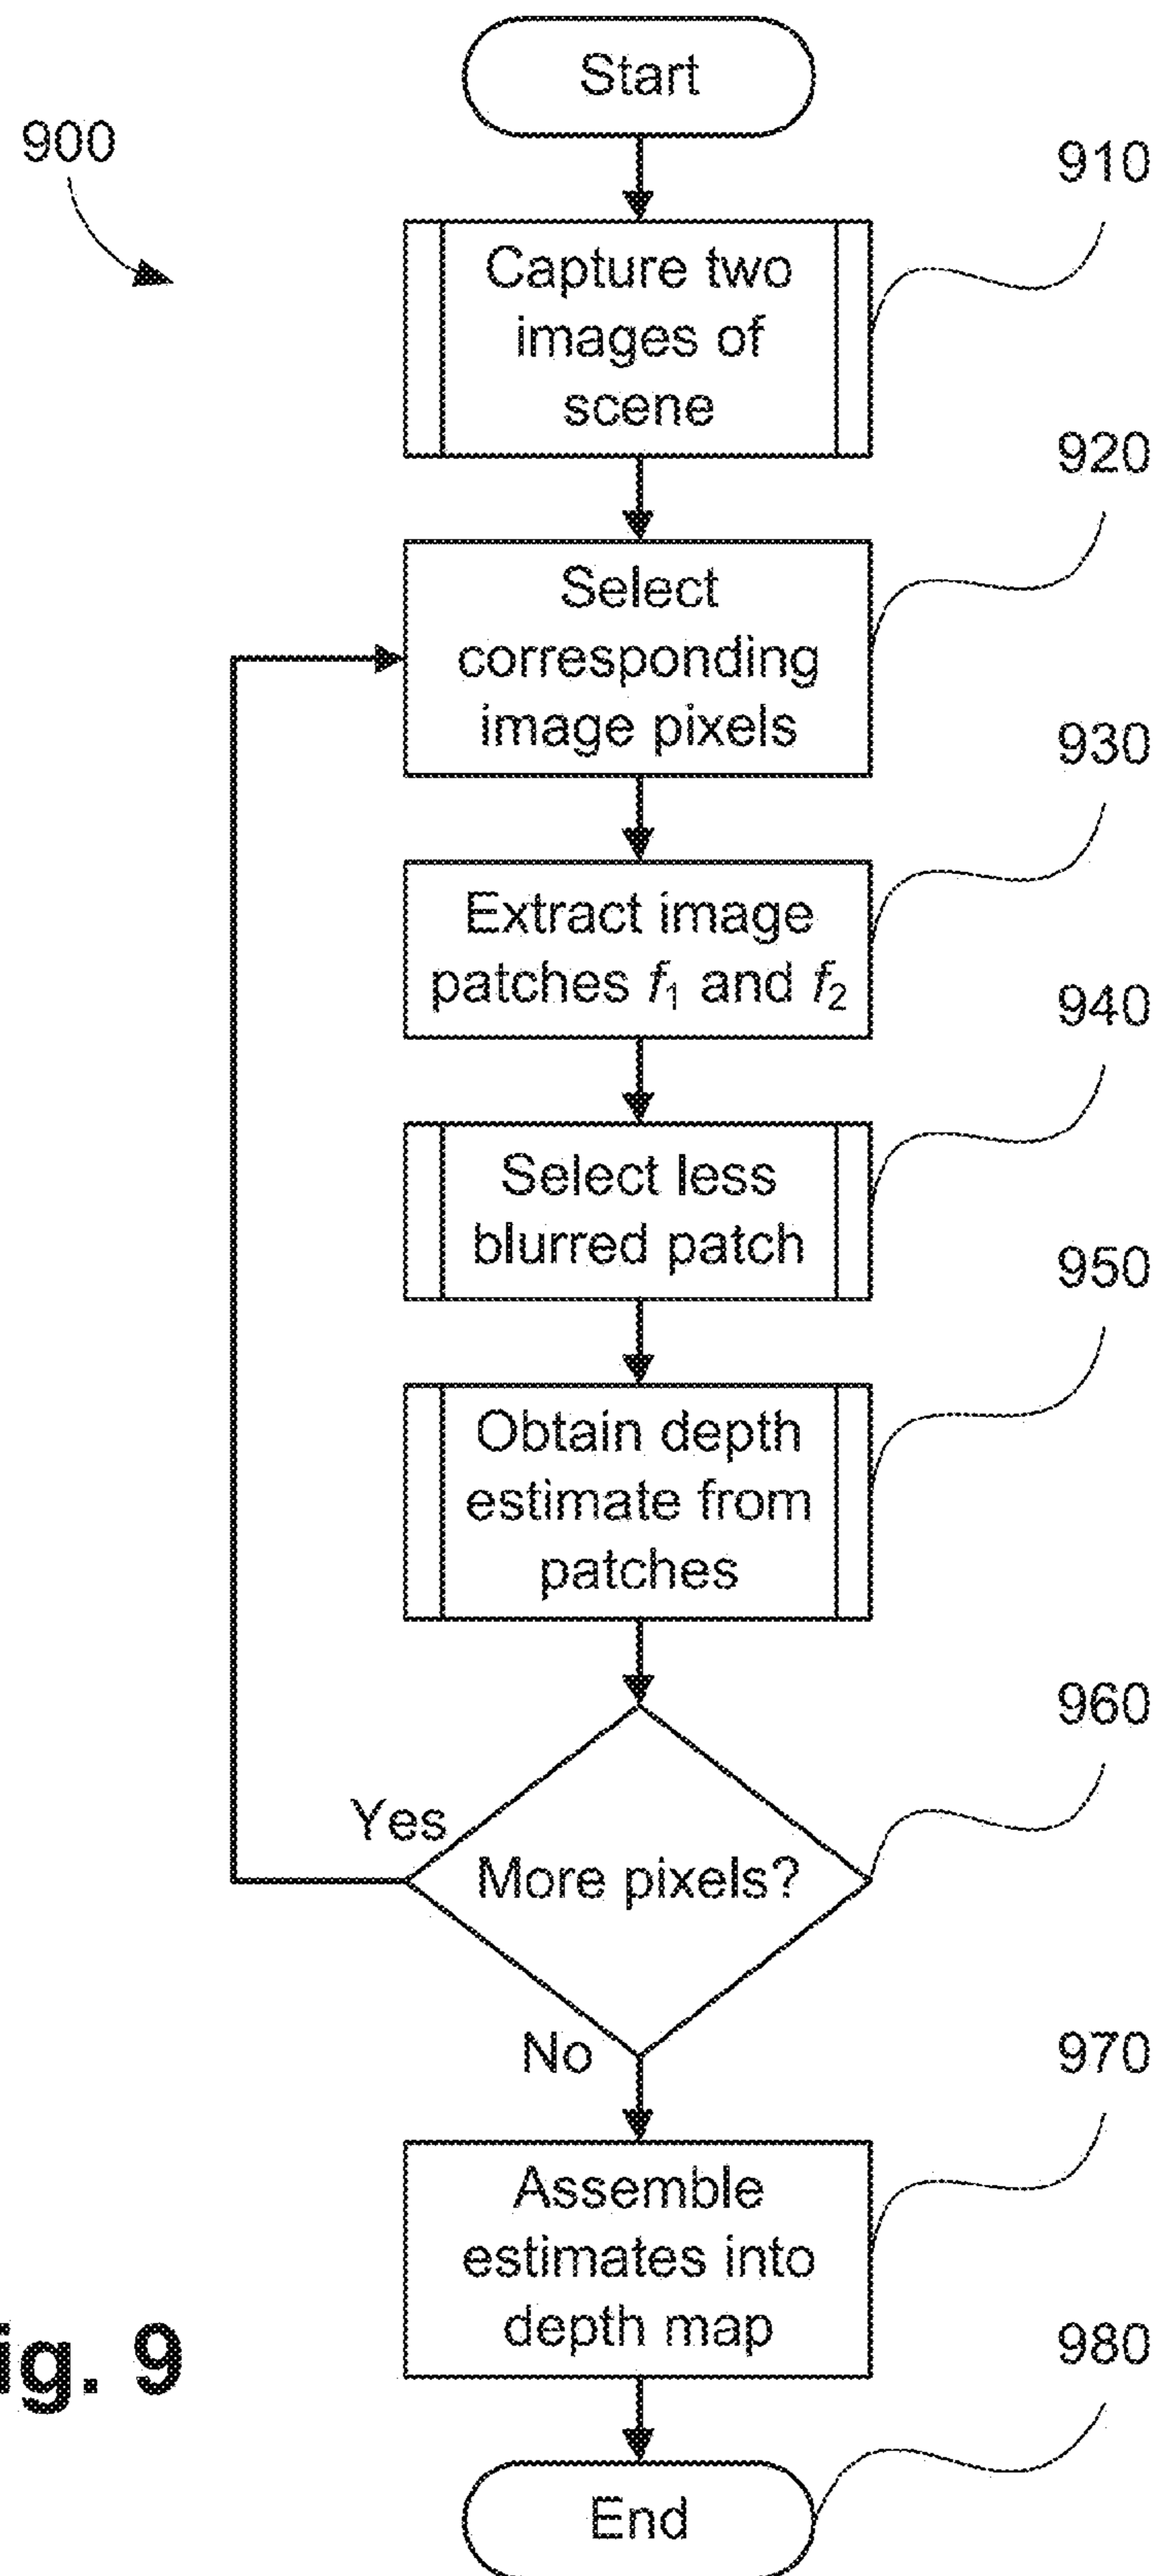 Start
900
910
Capture two
images of
scene
920
Select
corresponding
image pixels
930
Extract image
patches f₁ and f₂
940
Select less
blurred patch
950
Obtain depth
estimate from
patches
960
Yes
More pixels?
No
970
Assemble
estimates into
depth map
ig. 9
980
End